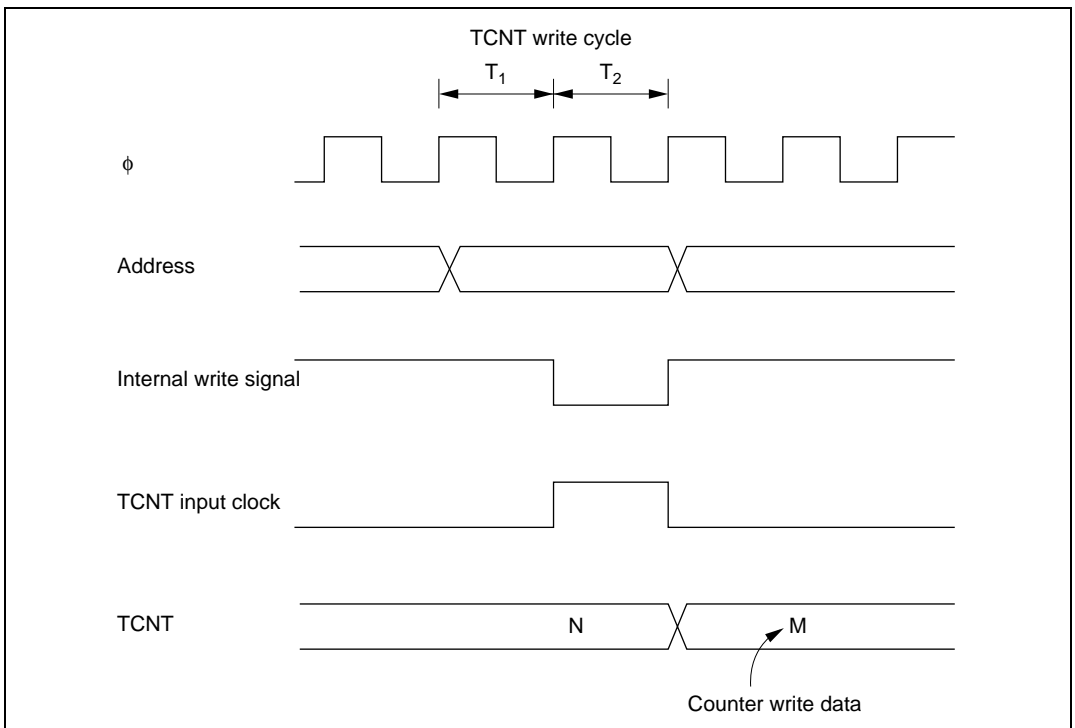 TCNT write cycle
T1 T2
ϕ
Address
Internal write signal
TCNT input clock
TCNT N M
Counter write data